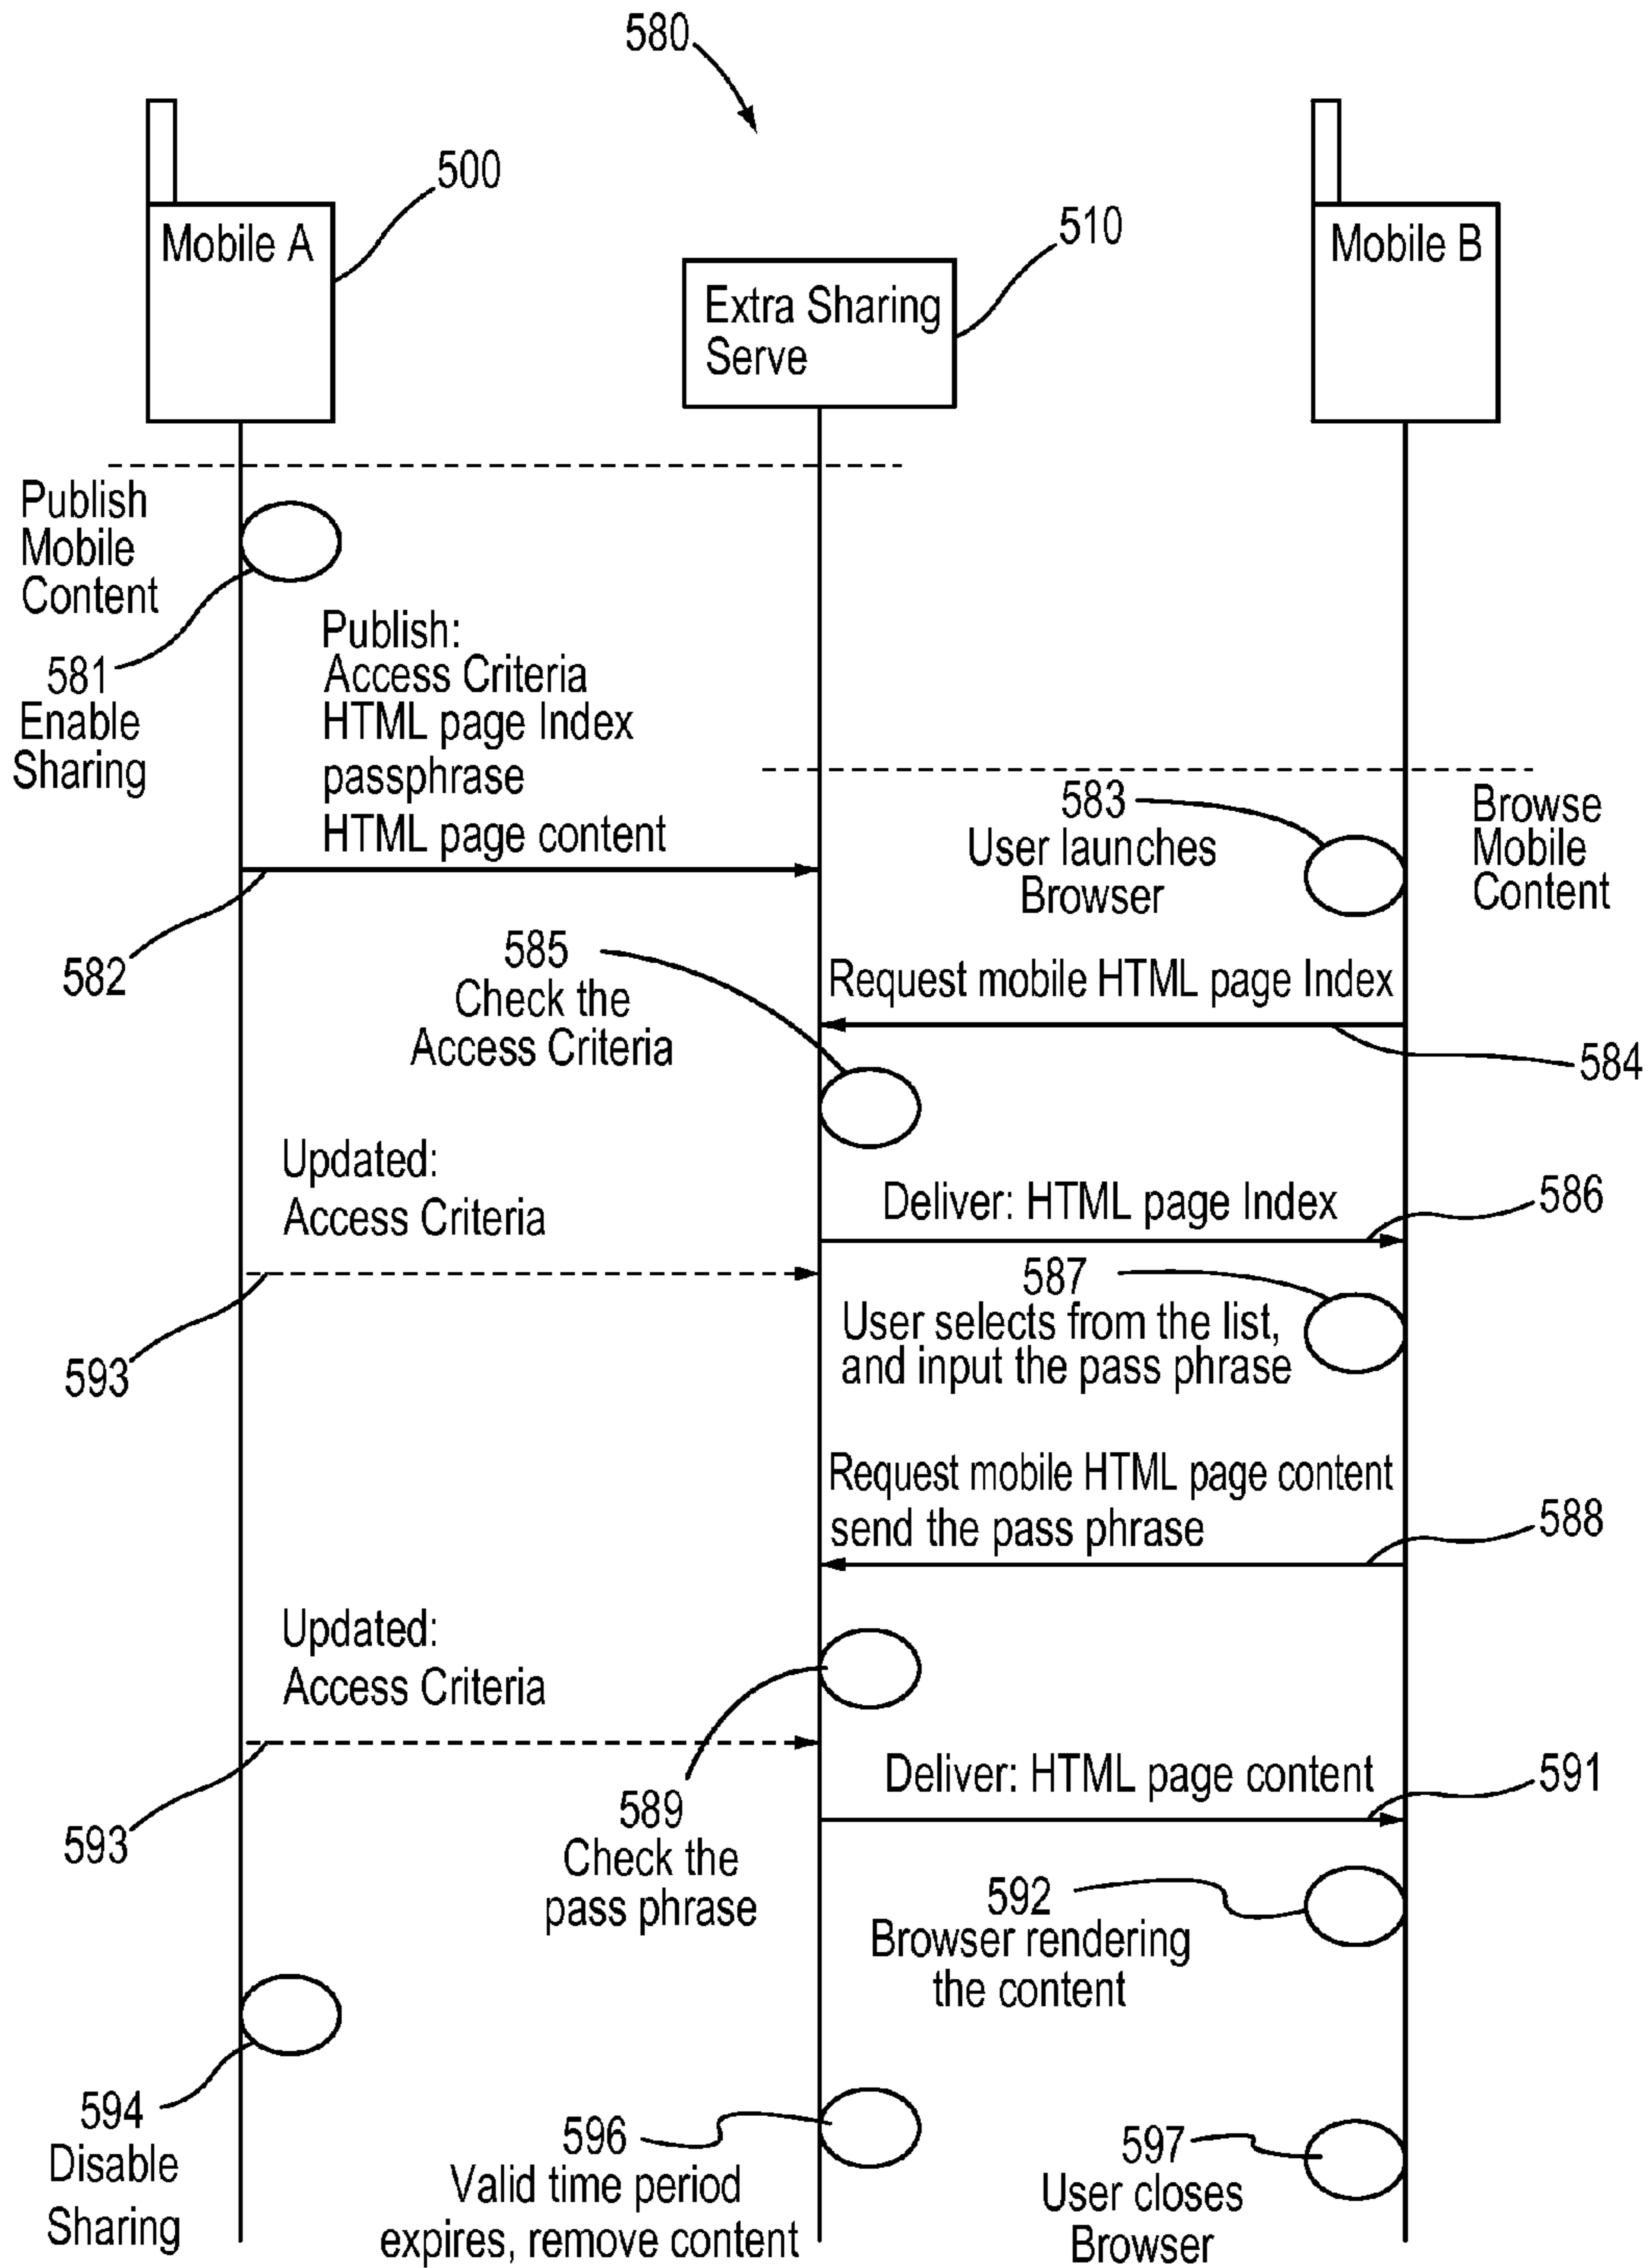 580
500
Mobile A
510
Extra Sharing
Serve
Mobile B
Publish
Mobile
Content
581
Enable
Sharing
Publish:
Access Criteria
HTML page Index
passphrase
HTML page content
582
583
User launches
Browser
Browse
Mobile
Content
585
Check the
Access Criteria
Request mobile HTML page Index
584
Updated:
Access Criteria
593
Deliver: HTML page Index
586
587
User selects from the list,
and input the pass phrase
Request mobile HTML page content
send the pass phrase
588
Updated:
Access Criteria
593
589
Check the
pass phrase
Deliver: HTML page content
591
592
Browser rendering
the content
594
Disable
Sharing
596
Valid time period
expires, remove content
597
User closes
Browser